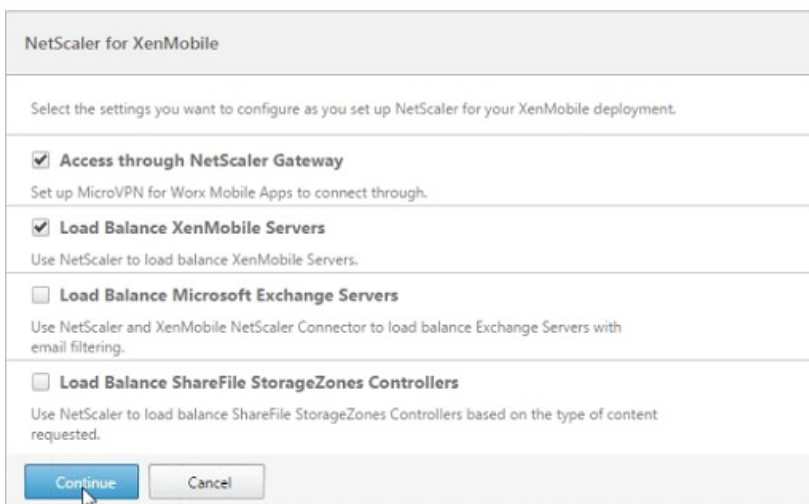 NetScaler for XenMobile
Select the settings you want to configure as you set up NetScaler for your XenMobile deployment.
Access through NetScaler Gateway
Set up MicroVPN for Worx Mobile Apps to connect through.
Load Balance XenMobile Servers
Use NetScaler to load balance XenMobile Servers.
Load Balance Microsoft Exchange Servers
Use NetScaler and XenMobile NetScaler Connector to load balance Exchange Servers with
email filtering.
Load Balance ShareFile StorageZones Controllers
Use NetScaler to load balance ShareFile StorageZones Controllers based on the type of content
requested.
Continue Cancel